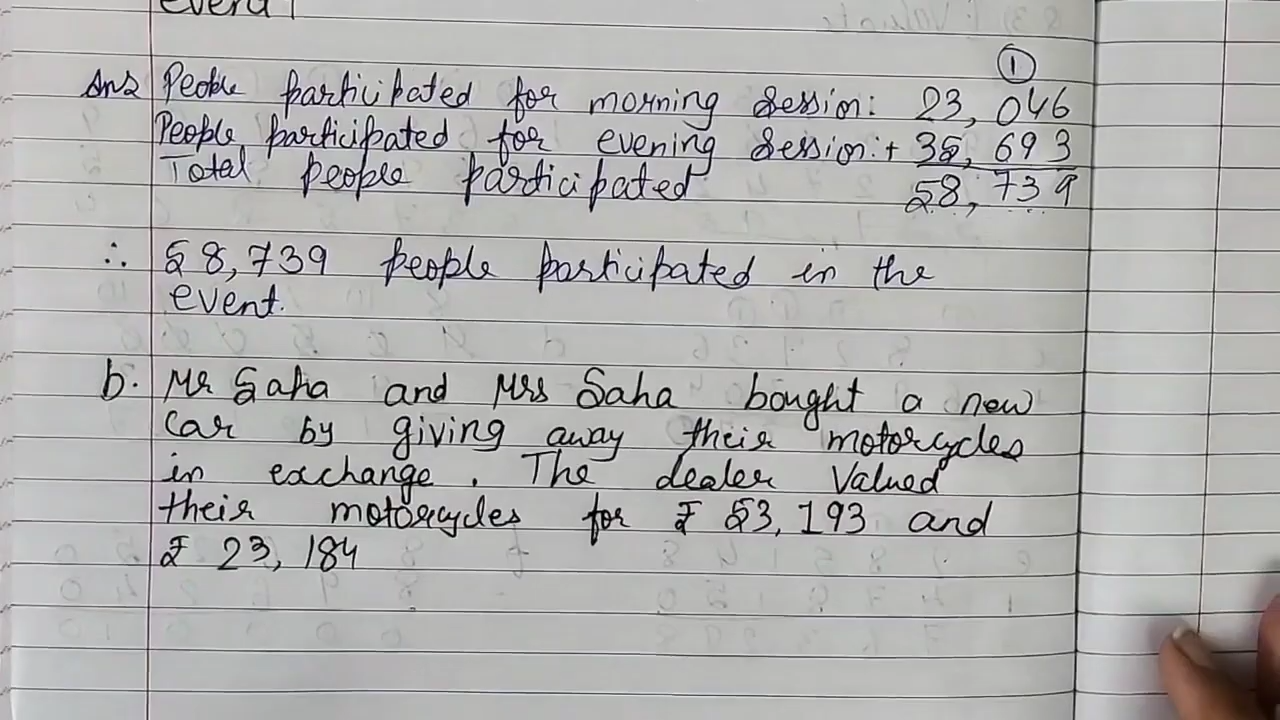 event
①
Ans People participated for morning session: 23,046
People participated for evening session: + 35,693
Total people participated 58,739
∴ 58,739 people participated in the
event.
b. Mr Saha and Mrs Saha bought a new
car by giving away their motorcycles
in exchange. The dealer valued
their motorcycles for ₹ 53,193 and
₹ 23,184